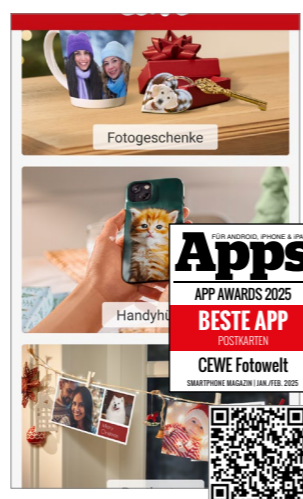 Fotogeschenke
FÜR ANDROID, IPHONE & iPA
Apps
APP AWARDS 2025
BESTE APP
POSTKARTEN
Handyhü
CEWE Fotowelt
SMARTPHONE MAGAZIN | JAN./FEB. 2025